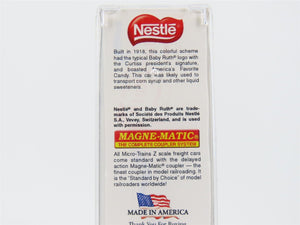 Nestlé®
Built in 1918, this colorful scheme
had the typical Baby Ruth® logo with
the Curtiss president's signature,
and boasted America's Favorite
Candy. This car was likely used to
transport corn syrup and other liquid
sweeteners.
Nestlé® and Baby Ruth® are trade-
marks of Société des Produits Nestlé
S.A., Vevey, Switzerland, and is used
with permission.
MAGNE-MATIC®
THE COMPLETE COUPLER SYSTEM
All Micro-Trains Z scale freight cars
come standard with the delayed
action Magne-Matic® coupler — the
finest coupler in model railroading. It
is the "Standard by Choice" of model
railroaders worldwide!
MADE IN AMERICA
Thank You For Buying